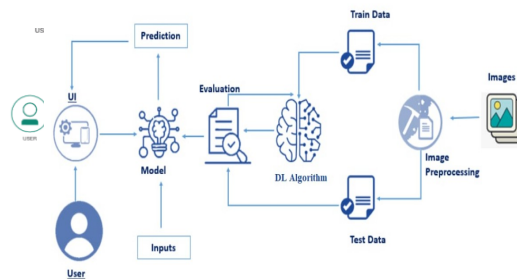 Train Data
US
Prediction
Images
UI
Evaluation
USER
Model
DL Algorithm
Image
Preprocessing
Inputs
Test Data
User